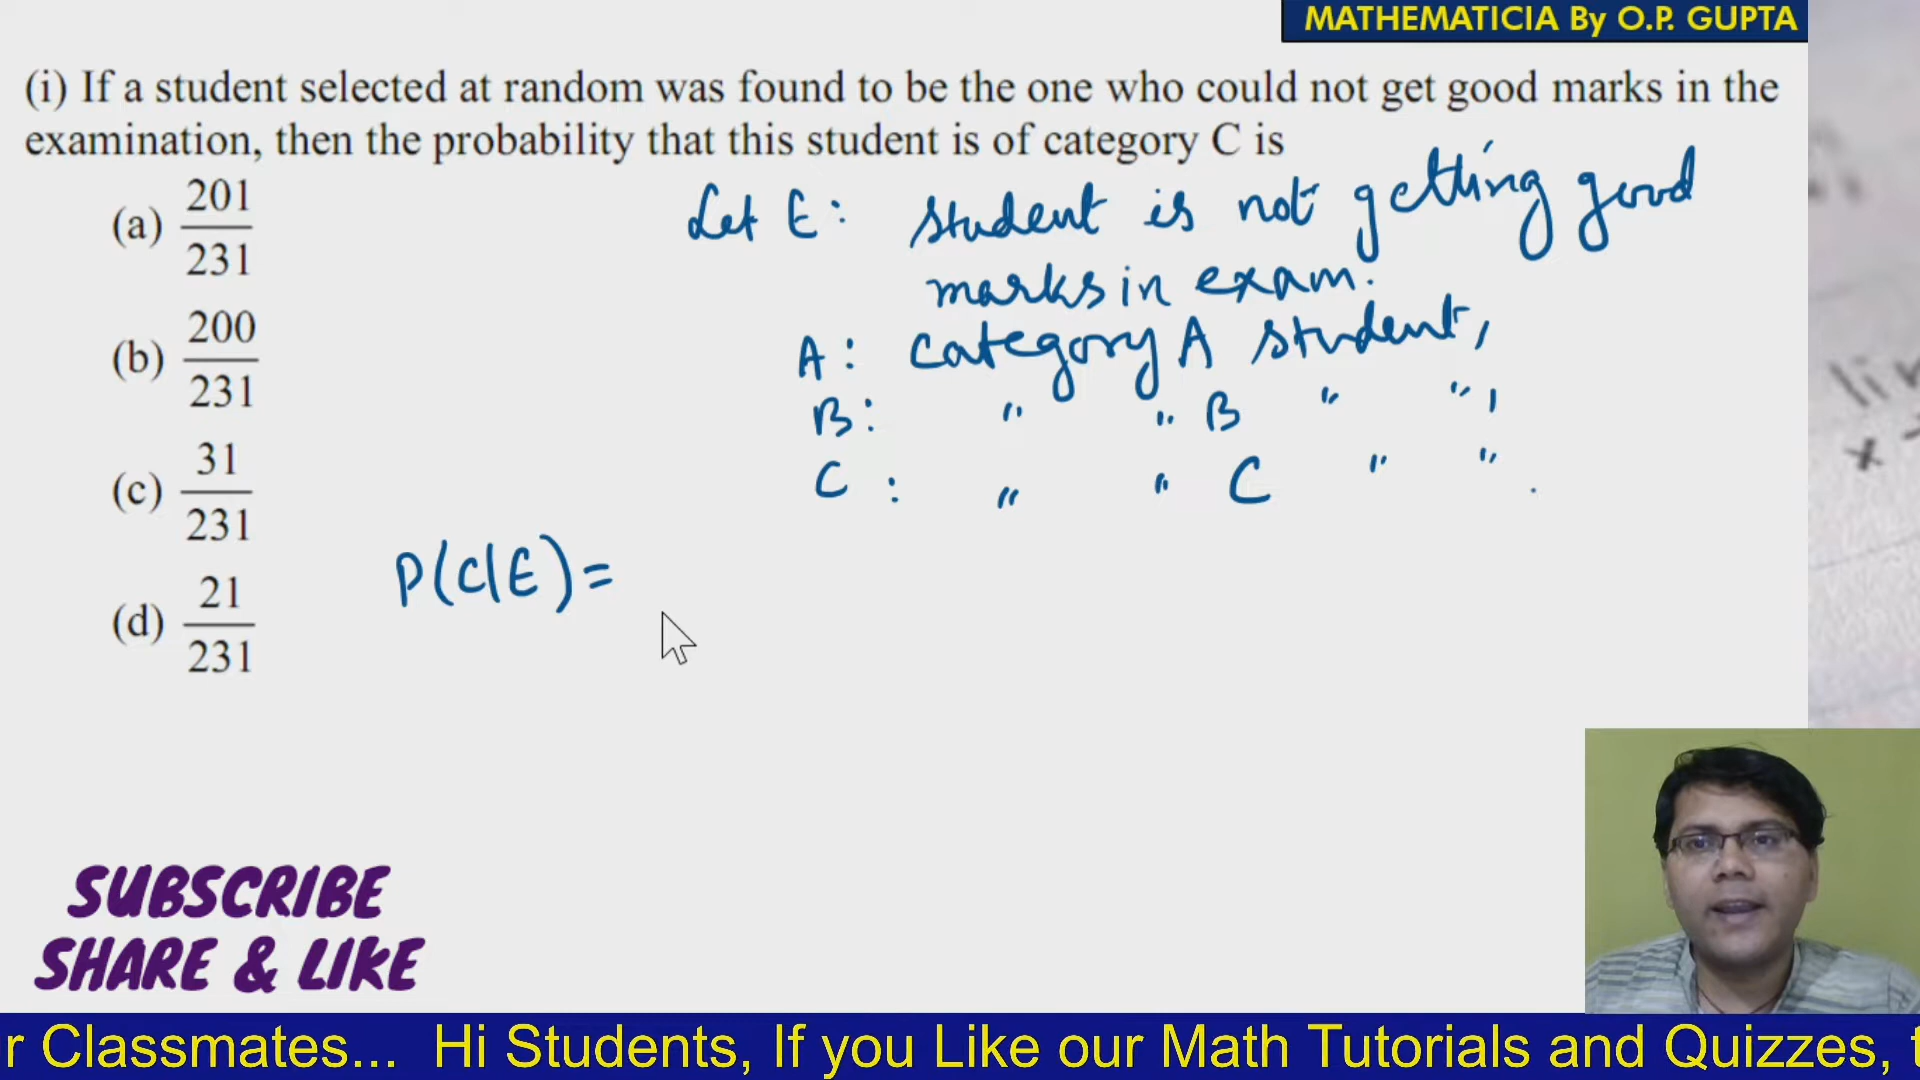 MATHEMATICIA By O.P. GUPTA
(i) If a student selected at random was found to be the one who could not get good marks in the
examination, then the probability that this student is of category C is
(a) 201/231
(b) 200/231
(c) 31/231
(d) 21/231
Let E: student is not getting good
marks in exam.
A: category A student,
B: " " B " ",
C: " " C " ".
P(C|E)=
SUBSCRIBE
SHARE & LIKE
r Classmates... Hi Students, If you Like our Math Tutorials and Quizzes, t